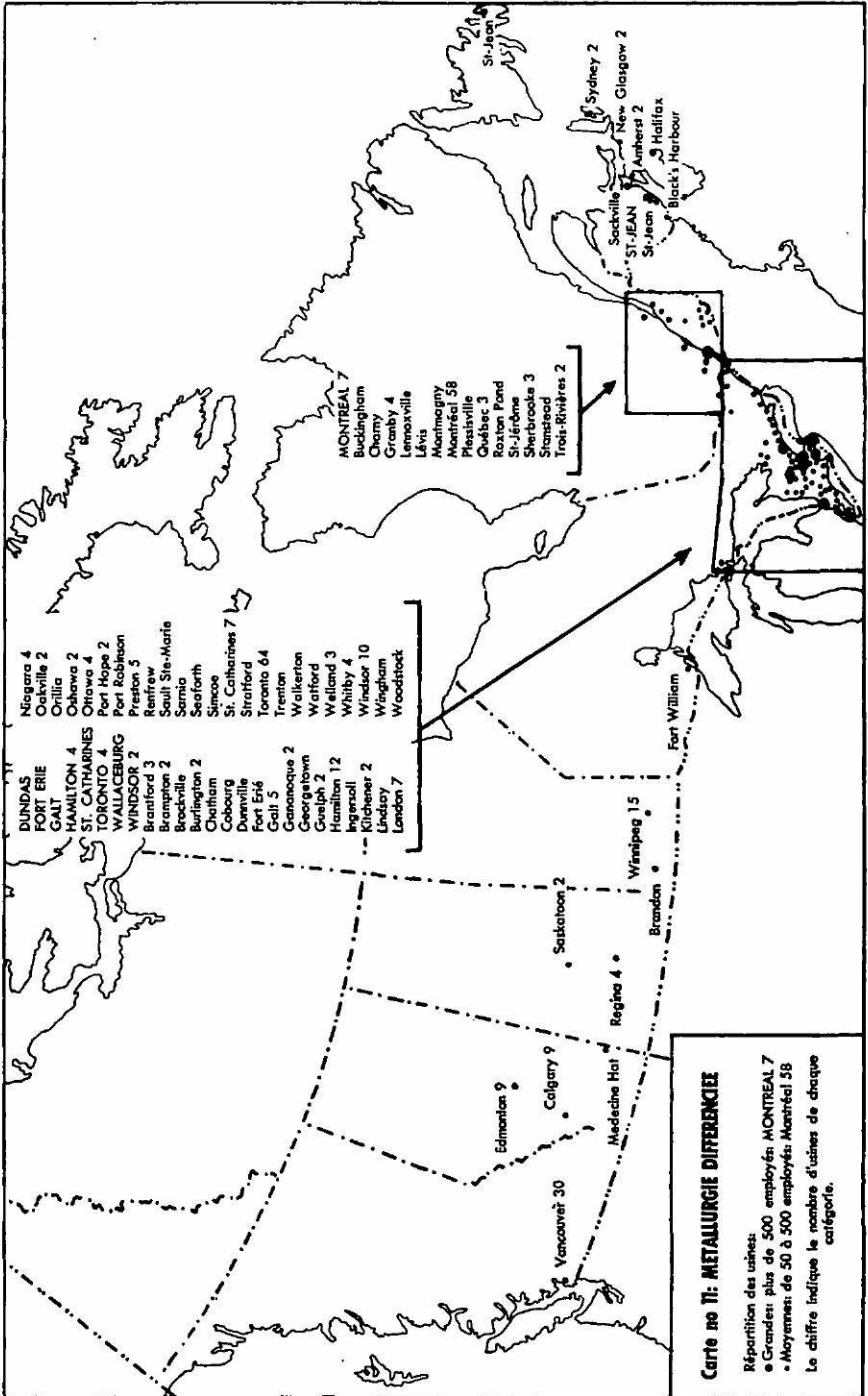 DUNDAS
FORT ERIE
GALT
HAMILTON 4
ST. CATHARINES
TORONTO 4
WALLACEBURG
WINDSOR 2
Brantford 3
Brampton 2
Brockville
Burlington 2
Chatham
Cobourg
Dunnville
Fort Erié
Galt 5
Gananoque 2
Georgetown
Guelph 2
Hamilton 12
Ingersoll
Kitchener 2
Lindsay
London 7
Niagara 4
Oakville 2
Orillia
Oshawa 2
Ottawa 4
Port Hope 2
Port Robinson
Preston 5
Renfrew
Sault Ste-Marie
Sarnia
Seaforth
Simcoe
St. Catharines 7
Stratford
Toronto 64
Trenton
Walkerton
Watford
Welland 3
Whitby 4
Windsor 10
Wingham
Woodstock
MONTREAL 7
Buckingham
Charny
Granby 4
Lennoxville
Lévis
Montmagny
Montréal 58
Plessisville
Québec 3
Roxton Pond
St-Jérôme
Sherbrooke 3
Stanstead
Trois-Rivières 2
St-Jean
Sydney 2
New Glasgow 2
Amherst 2
Halifax
Black's Harbour
Sackville
ST-JEAN
St-Jean
Vancouver 30
Edmonton 9
Calgary 9
Medecine Hat
Saskatoon 2
Regina 4
Brandon
Winnipeg 15
Fort William
Carte no 11: METALLURGIE DIFFERENCIEE
Répartition des usines:
Grandes: plus de 500 employés: MONTREAL 7
Moyennes: de 50 à 500 employés: Montréal 58
Le chiffre indique le nombre d'usines de chaque
catégorie.